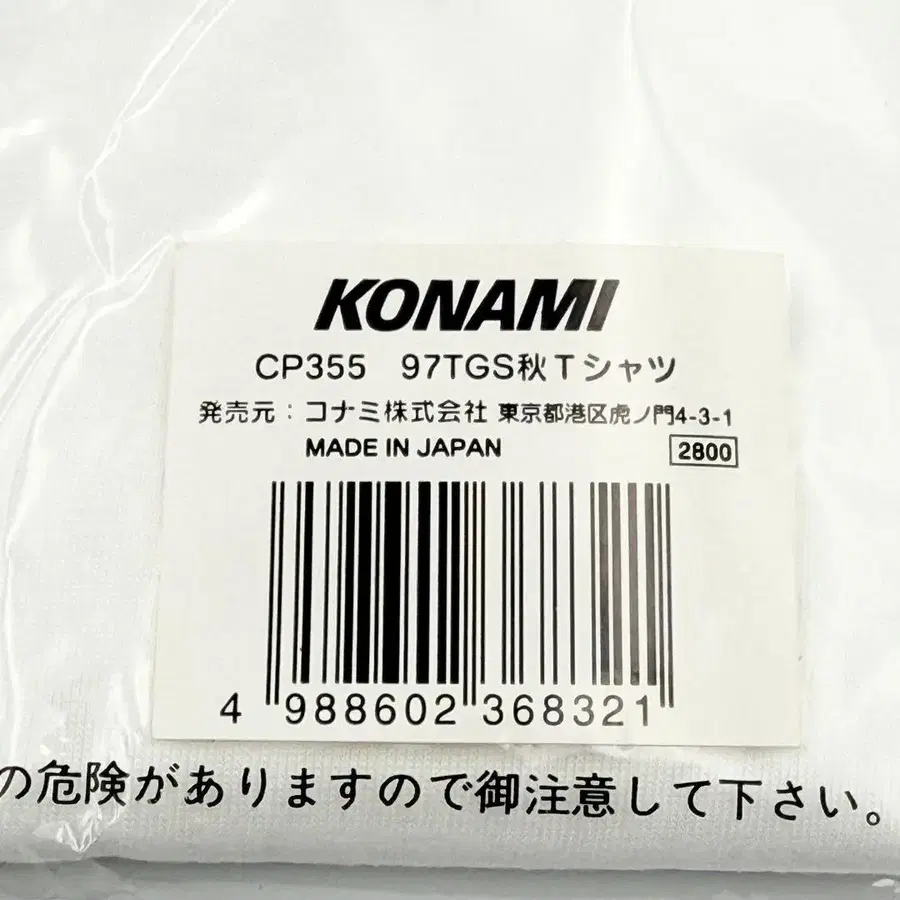 KONAMI
CP355 97TGS秋Tシャツ
発売元:コナミ株式会社 東京都港区虎ノ門4-3-1
MADE IN JAPAN 2800
4 988602 368321
の危険がありますので御注意して下さい。